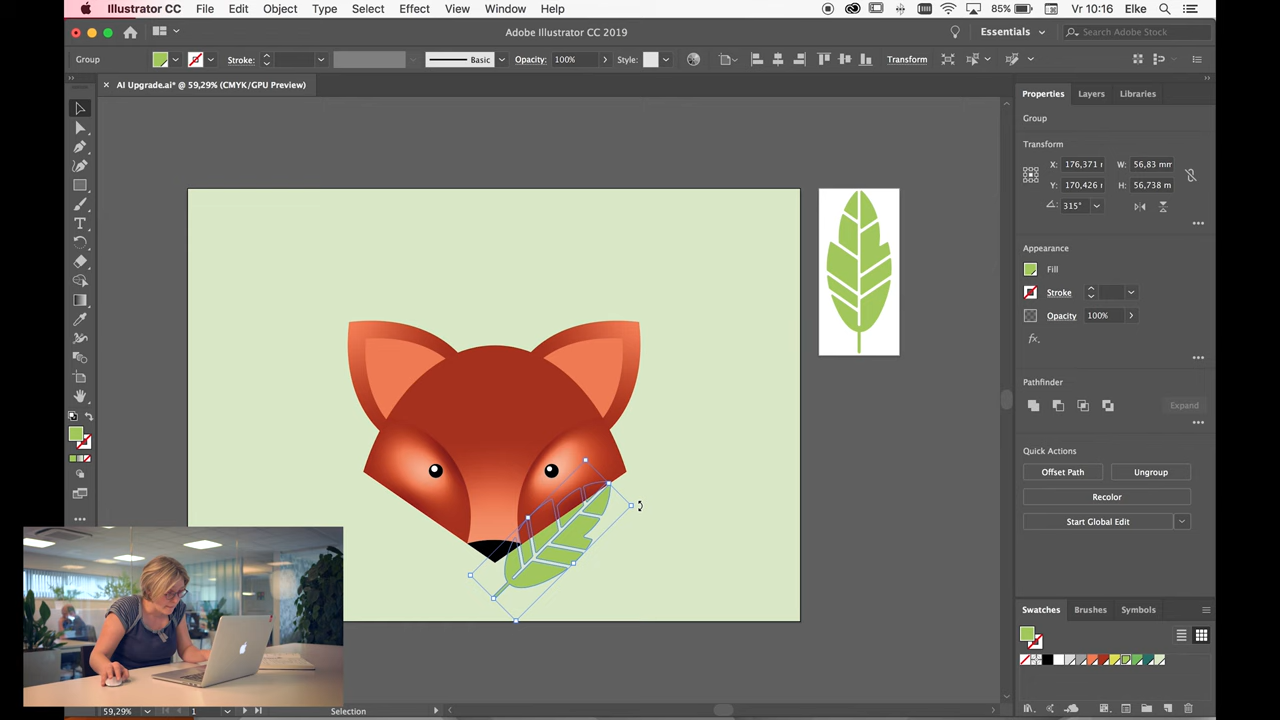 Illustrator CC File Edit Object Type Select Effect View Window Help 85% Vr 10:16 Elke
Adobe Illustrator CC 2019 Essentials Search Adobe Stock
Group Stroke: Basic Opacity: 100% Style: Transform
AI Upgrade.ai* @ 59,29% (CMYK/GPU Preview)
Properties Layers Libraries
Group
Transform
X: 176,371 W: 56,83 mm
Y: 170,426 H: 56,738 m
315°
Appearance
Fill
Stroke
Opacity 100%
fx.
Pathfinder
Expand
Quick Actions
Offset Path Ungroup
Recolor
Start Global Edit
Swatches Brushes Symbols
59,29% 1 Selection